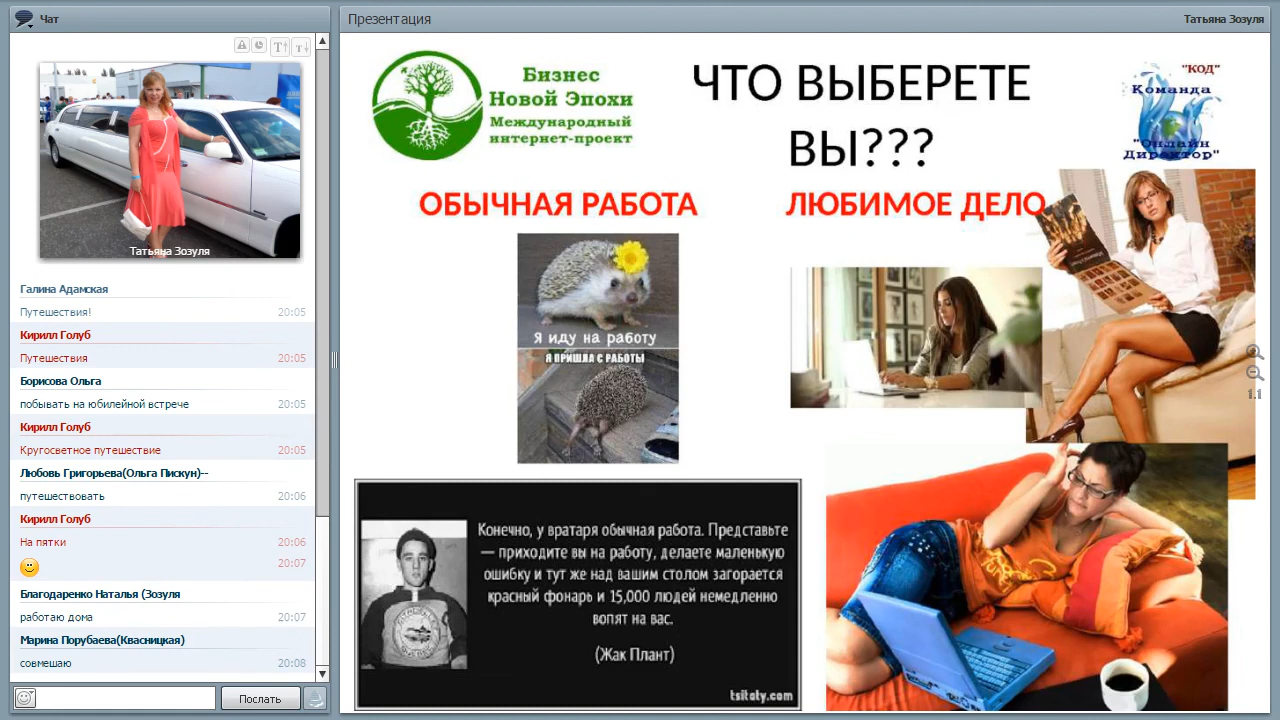 Чат
Татьяна Зозуля
Галина Адамская
Путешествия!
20:05
Кирилл Голуб
Путешествия
20:05
Борисова Ольга
побывать на юбилейной встрече
20:05
Кирилл Голуб
Кругосветное путешествие
20:05
Любовь Григорьева(Ольга Пискун)--
путешествовать
20:06
Кирилл Голуб
На пятки
20:06
20:07
Благодаренко Наталья (Зозуля
работаю дома
20:07
Марина Порубаева(Квасницкая)
совмешаю
20:08
Послать
Презентация
Татьяна Зозуля
Бизнес
Новой Эпохи
Международный
интернет-проект
ЧТО ВЫБЕРЕТЕ
ВЫ???
"КОД"
Команда
"Онлайн
Директор"
ОБЫЧНАЯ РАБОТА
ЛЮБИМОЕ ДЕЛО
Я иду на работу
Я ПРИШЛА С РАБОТЫ
Конечно, у вратаря обычная работа. Представьте
— приходите вы на работу, делаете маленькую
ошибку и тут же над вашим столом загорается
красный фонарь и 15,000 людей немедленно
вопят на вас.
(Жак Плант)
tsitaty.com
1:1